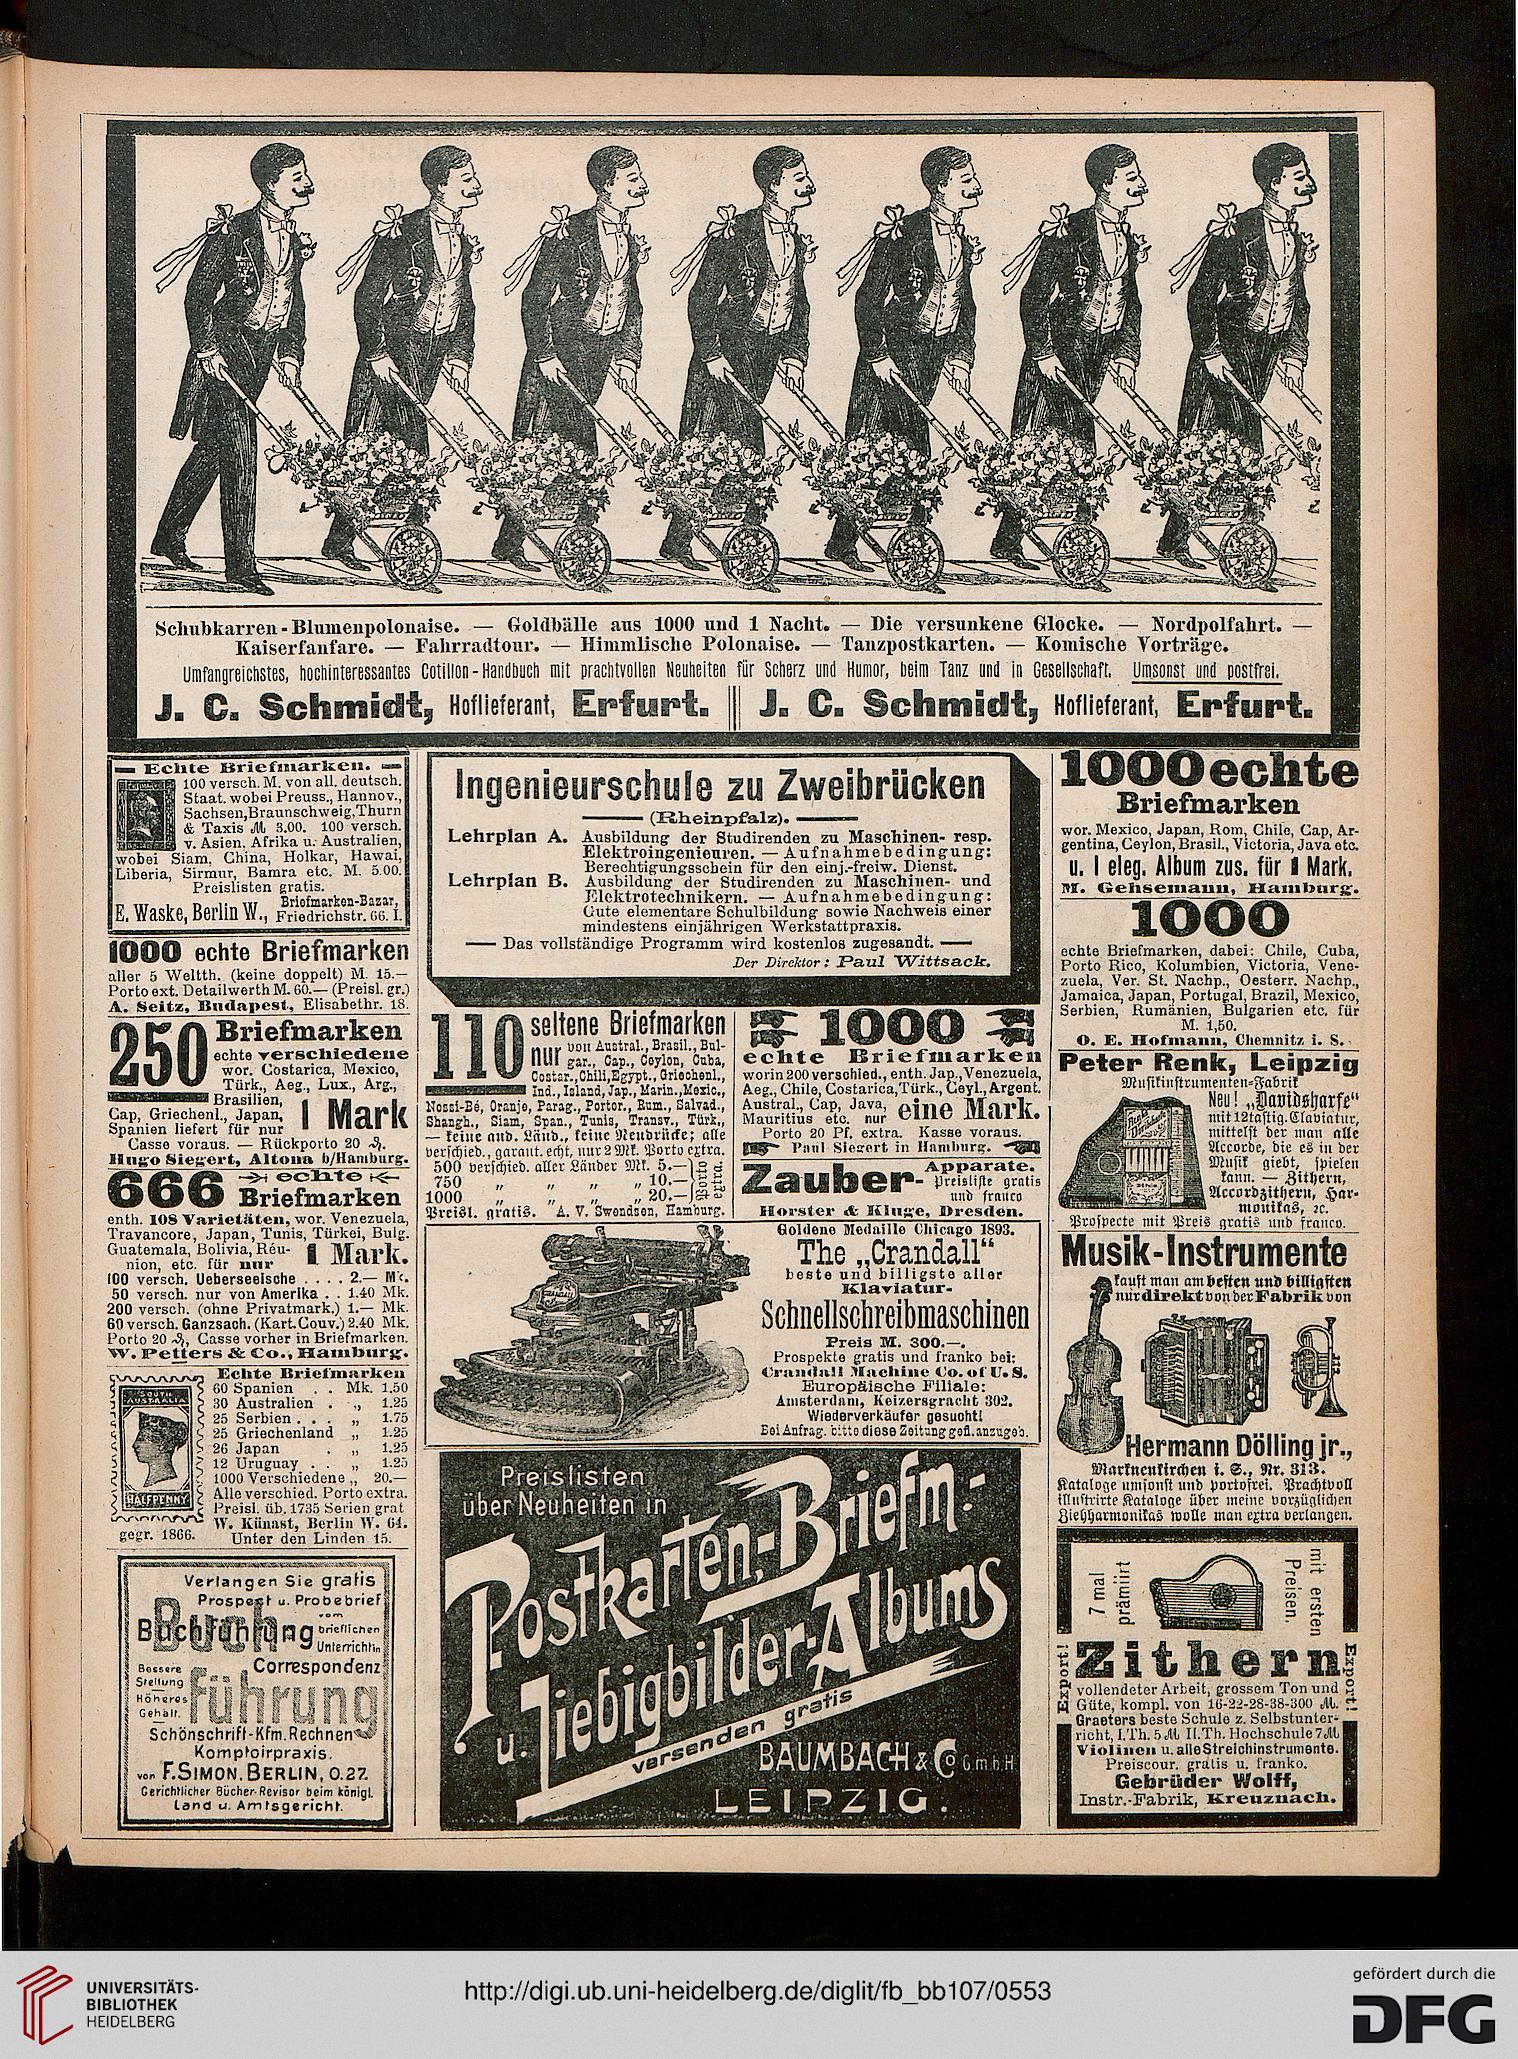 Schubkarren-Blumenpolonaise. — Goldbälle aus 1000 und 1 Nacht. — Die versunkene Glocke. — Nordpolfahrt. —
Kaiserfanfare. — Fahrradtour. — Himmlische Polonaise. — Tanzpostkarten. — Komische Vorträge.
Umfangreichstes, hochinteressantes Cotillon-Handbuch mit prachtvollen Neuheiten für Scherz und Humor, beim Tanz und in Gesellschaft. Umsonst und postfrei.
J. C. Schmidt, Hoflieferant, Erfurt. || J. C. Schmidt, Hoflieferant, Erfurt.
Echte Briefmarken.
100 versch. M. von all. deutsch.
Staat. wobei Preuss., Hannov.,
Sachsen, Braunschweig, Thurn
& Taxis ℳ 3.00. 100 versch.
v. Asien, Afrika u. Australien,
wobei Siam, China, Holkar, Hawai,
Liberia, Sirmur, Bamra etc. M. 5.00.
Preislisten gratis.
E. Waske, Berlin W., Briefmarken-Bazar,
Friedrichstr. 66. I.
1000 echte Briefmarken
aller 5 Weltth. (keine doppelt) M. 15.—
Porto ext. Detailwerth M. 60.— (Preisl. gr.)
A. Seitz, Budapest, Elisabethr. 18.
250 Briefmarken
echte verschiedene
wor. Costarica, Mexico,
Türk., Aeg., Lux., Arg.,
Brasilien,
Cap, Griechenl., Japan,
Spanien liefert für nur 1 Mark
Casse voraus. — Rückporto 20 ₰.
Hugo Siegert, Altona b/Hamburg.
666 echte
Briefmarken
enth. 108 Varietäten, wor. Venezuela,
Travancore, Japan, Tunis, Türkei, Bulg.
Guatemala, Bolivia, Réu-
nion, etc. für nur 1 Mark.
100 versch. Ueberseeische . . . . 2.— Mk.
50 versch. nur von Amerika . . 1.40 Mk.
200 versch. (ohne Privatmark.) 1.— Mk.
60 versch. Ganzsach. (Kart. Couv.) 2.40 Mk.
Porto 20 ₰, Casse vorher in Briefmarken.
W. Petters & Co., Hamburg.
Echte Briefmarken
60 Spanien . . Mk. 1.50
30 Australien . „ 1.25
25 Serbien . . . „ 1.75
25 Griechenland „ 1.25
26 Japan . „ 1.25
12 Uruguay . . „ 1.25
1000 Verschiedene „ 20.—
Alle verschied. Porto extra.
Preisl. üb. 1735 Serien grat
W. Künast, Berlin W. 64.
Unter den Linden 15.
SOUTH
AUSTRALIA
HALFPENNY
gegr. 1866.
Verlangen Sie gratis
Prospect u. Probebrief
vom
Buchführung brieflichen
Unterricht in
Buch
führung
Correspondenz
Bessere
Stellung
Höheres
Gehalt.
Schönschrift-Kfm. Rechnen
Komptoirpraxis.
von F. SIMON, BERLIN, O.27.
Gerichtlicher Bücher-Revisor beim königl.
Land u. Amtsgericht.
Ingenieurschule zu Zweibrücken
(Rheinpfalz).
Lehrplan A. Ausbildung der Studirenden zu Maschinen- resp.
Elektroingenieuren. — Aufnahmebedingung:
Berechtigungsschein für den einj.-freiw. Dienst.
Lehrplan B. Ausbildung der Studirenden zu Maschinen- und
Elektrotechnikern. — Aufnahmebedingung:
Gute elementare Schulbildung sowie Nachweis einer
mindestens einjährigen Werkstattpraxis.
— Das vollständige Programm wird kostenlos zugesandt. —
Der Direktor: Paul Wittsack.
110 seltene Briefmarken
nur von Austral., Brasil., Bul-
gar., Cap., Ceylon, Cuba,
Costar., Chili, Egypt., Griechenl.,
Ind., Island, Jap., Marin., Mexic.,
Nossi-Bé, Oranje, Parag., Portor., Rum., Salvad.,
Shangh., Siam, Span., Tunis, Transv., Türk.,
— keine and. Länd., keine Neudrücke; alle
verschied., garant. echt, nur 2 Mk. Porto extra.
500 verschied. aller Länder Mk. 5.—
750 „ „ „ „ 10.—
1000 „ „ „ „ 20.—
Porto extra.
Preisl. gratis. A. V. Swendsen, Hamburg.
1000
echte Briefmarken
worin 200 verschied., enth. Jap., Venezuela,
Aeg., Chile, Costarica, Türk., Ceyl., Argent.
Austral., Cap, Java,
Mauritius etc. nur eine Mark.
Porto 20 Pf. extra. Kasse voraus.
Paul Siegert in Hamburg.
Zauber-Apparate.
Preisliste gratis
und franco
Horster & Kluge, Dresden.
Goldene Medaille Chicago 1893.
The „Crandall“
beste und billigste aller
Klaviatur-
Schnellschreibmaschinen
Preis M. 300.—.
Prospekte gratis und franko bei:
Crandall Machine Co. of U. S.
Europäische Filiale:
Amsterdam, Keizersgracht 302.
Wiederverkäufer gesucht!
Bei Anfrag. bitte diese Zeitung gefl. anzugeb.
CRANDALL
Preislisten
über Neuheiten in
Postkarten,- Briefm.-
u. Liebigbilder-Albums
versenden gratis
BAUMBACH & Co G.m.b.H
LEIPZIG.
1000 echte
Briefmarken
wor. Mexico, Japan, Rom, Chile, Cap, Ar-
gentina, Ceylon, Brasil., Victoria, Java etc.
u. 1 eleg. Album zus. für 1 Mark.
M. Gehsemann, Hamburg.
1000
echte Briefmarken, dabei: Chile, Cuba,
Porto Rico, Kolumbien, Victoria, Vene-
zuela, Ver. St. Nachp., Oesterr. Nachp.,
Jamaica, Japan, Portugal, Brazil, Mexico,
Serbien, Rumänien, Bulgarien etc. für
M. 1,50.
O. E. Hofmann, Chemnitz i. S.
Peter Renk, Leipzig
Musikinstrumenten-Fabrik
Neu! „Davidsharfe“
mit 12tastig. Claviatur,
mittelst der man alle
Accorde, die es in der
Musik giebt, spielen
kann. — Zithern,
Accordzithern, Har-
monikas, ec.
Prospecte mit Preis gratis und franco.
Musik-Instrumente
kauft man am besten und billigsten
nur direkt von der Fabrik von
Hermann Dölling jr.,
Markneukirchen i. S., Nr. 313.
Kataloge umsonst und portofrei. Prachtvoll
illustrirte Kataloge über meine vorzüglichen
Ziehharmonikas wolle man extra verlangen.
7 mal
prämiirt
mit ersten
Preisen.
Zithern
Export!
Export!
vollendeter Arbeit, grossem Ton und
Güte, kompl. von 16-22-28-38-300 ℳ.
Graeters beste Schule z. Selbstunter-
richt, I. Th. 5 ℳ II. Th. Hochschule 7 ℳ
Violinen u. alle Streichinstrumente.
Preiscour. gratis u. franko.
Gebrüder Wolff,
Instr.-Fabrik, Kreuznach.
UNIVERSITÄTS-
BIBLIOTHEK
HEIDELBERG
http://digi.ub.uni-heidelberg.de/diglit/fb_bb107/0553
gefördert durch die
DFG